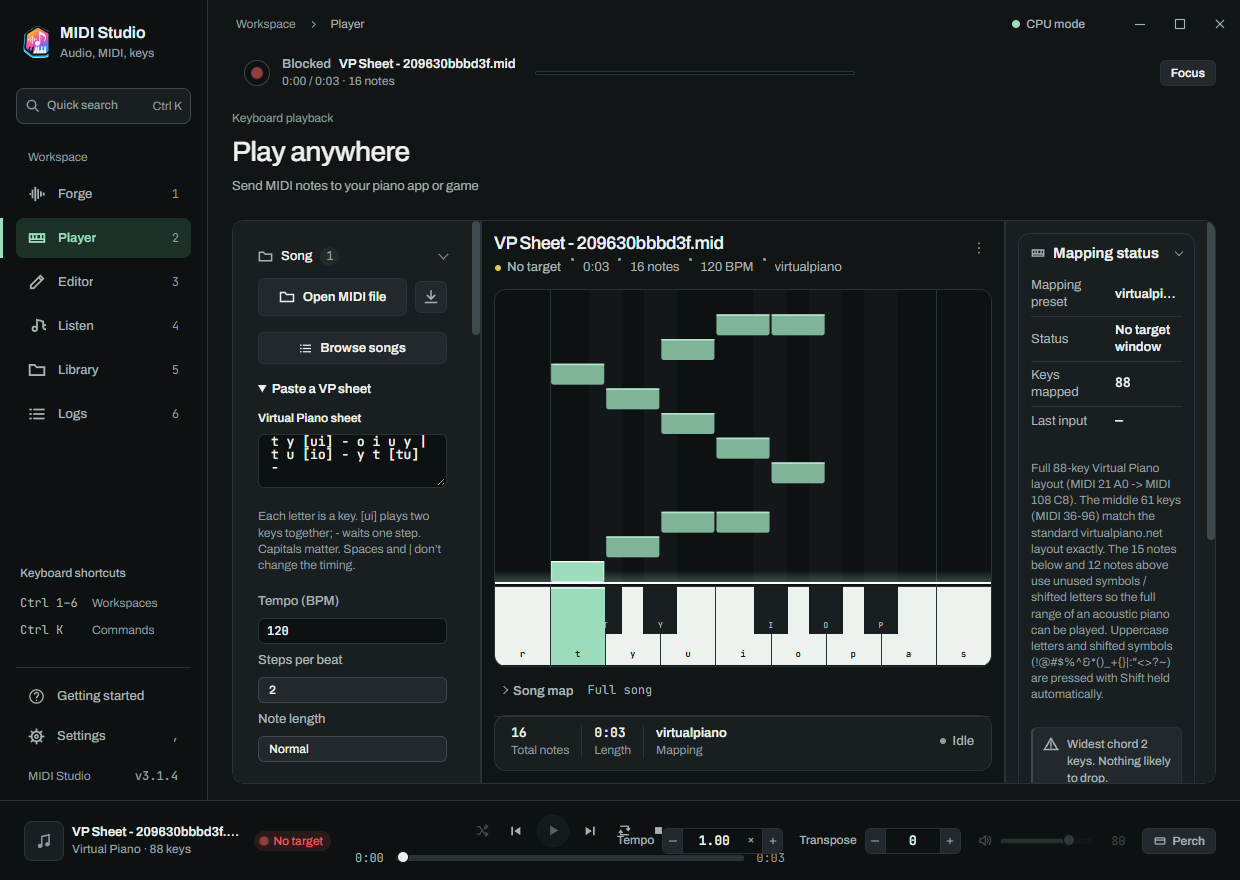 MIDI Studio
Audio, MIDI, keys
Quick search Ctrl K
Workspace
Forge 1
Player 2
Editor 3
Listen 4
Library 5
Logs 6
Keyboard shortcuts
Ctrl 1–6 Workspaces
Ctrl K Commands
Getting started
Settings ,
MIDI Studio v3.1.4
Workspace > Player
CPU mode
Blocked VP Sheet - 209630bbbd3f.mid
0:00 / 0:03 · 16 notes
Focus
Keyboard playback
Play anywhere
Send MIDI notes to your piano app or game
Song 1
Open MIDI file
Browse songs
Paste a VP sheet
Virtual Piano sheet
t y [ui] - o i u y |
t u [io] - y t [tu]
-
Each letter is a key. [ui] plays two
keys together; - waits one step.
Capitals matter. Spaces and | don't
change the timing.
Tempo (BPM)
120
Steps per beat
2
Note length
Normal
VP Sheet - 209630bbbd3f.mid
No target · 0:03 · 16 notes · 120 BPM · virtualpiano
T Y I O P
r t y u i o p a s
Song map Full song
16
Total notes
0:03
Length
virtualpiano
Mapping
Idle
Mapping status
Mapping
preset
virtualpi...
Status
No target
window
Keys
mapped
88
Last input –
Full 88-key Virtual Piano
layout (MIDI 21 A0 -> MIDI
108 C8). The middle 61 keys
(MIDI 36-96) match the
standard virtualpiano.net
layout exactly. The 15 notes
below and 12 notes above
use unused symbols /
shifted letters so the full
range of an acoustic piano
can be played. Uppercase
letters and shifted symbols
(!@#$%^&*()_+{}|:"<>?~)
are pressed with Shift held
automatically.
Widest chord 2
keys. Nothing likely
to drop.
VP Sheet - 209630bbbd3f....
Virtual Piano · 88 keys
No target
0:00
0:03
Tempo − 1.00 × +
Transpose − 0 +
80
Perch